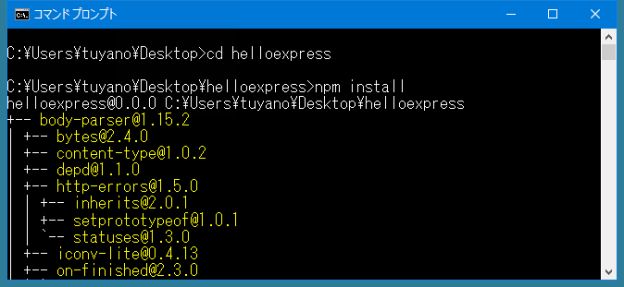 コマンド プロンプト
C:¥Users¥tuyano¥Desktop>cd helloexpress
C:¥Users¥tuyano¥Desktop¥helloexpress>npm install
helloexpress@0.0.0 C:¥Users¥tuyano¥Desktop¥helloexpress
+-- body-parser@1.15.2
| +-- bytes@2.4.0
| +-- content-type@1.0.2
| +-- depd@1.1.0
| +-- http-errors@1.5.0
| | +-- inherits@2.0.1
| | +-- setprototypeof@1.0.1
| | `-- statuses@1.3.0
| +-- iconv-lite@0.4.13
| +-- on-finished@2.3.0